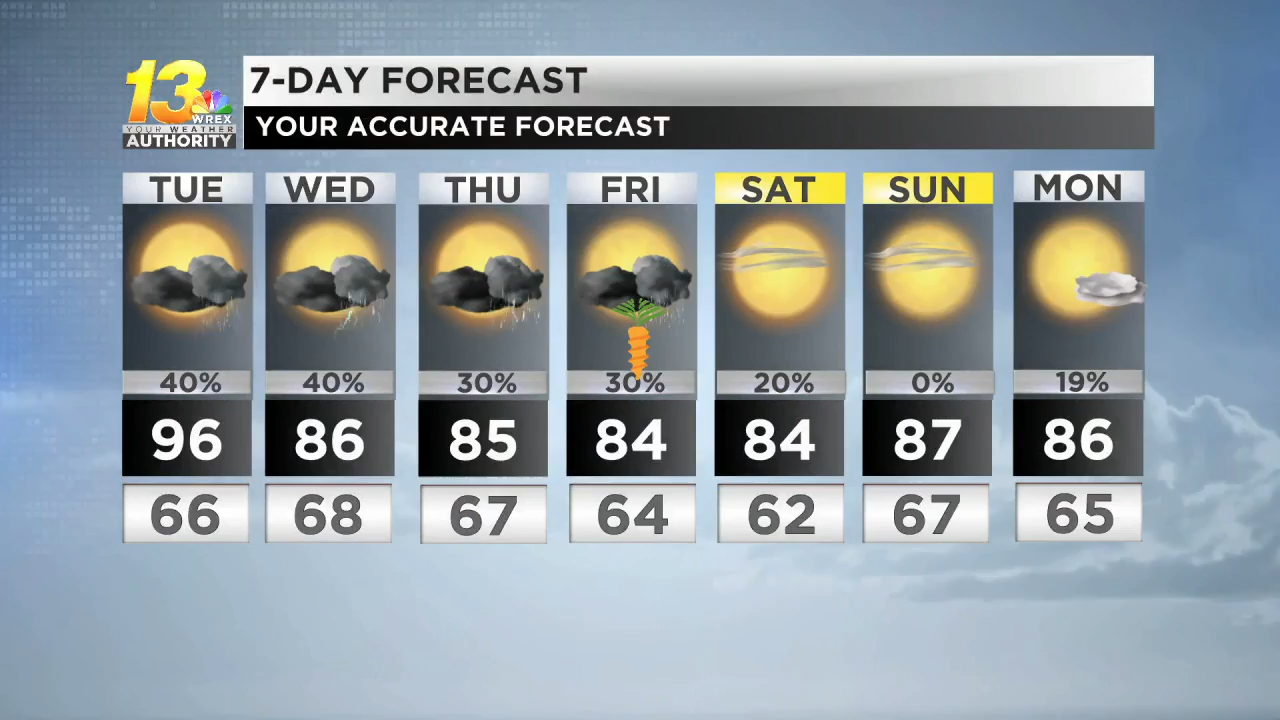 13
WREX
YOUR WEATHER
AUTHORITY
7-DAY FORECAST
YOUR ACCURATE FORECAST
TUE WED THU FRI SAT SUN MON
40% 40% 30% 30% 20% 0% 19%
96 86 85 84 84 87 86
66 68 67 64 62 67 65